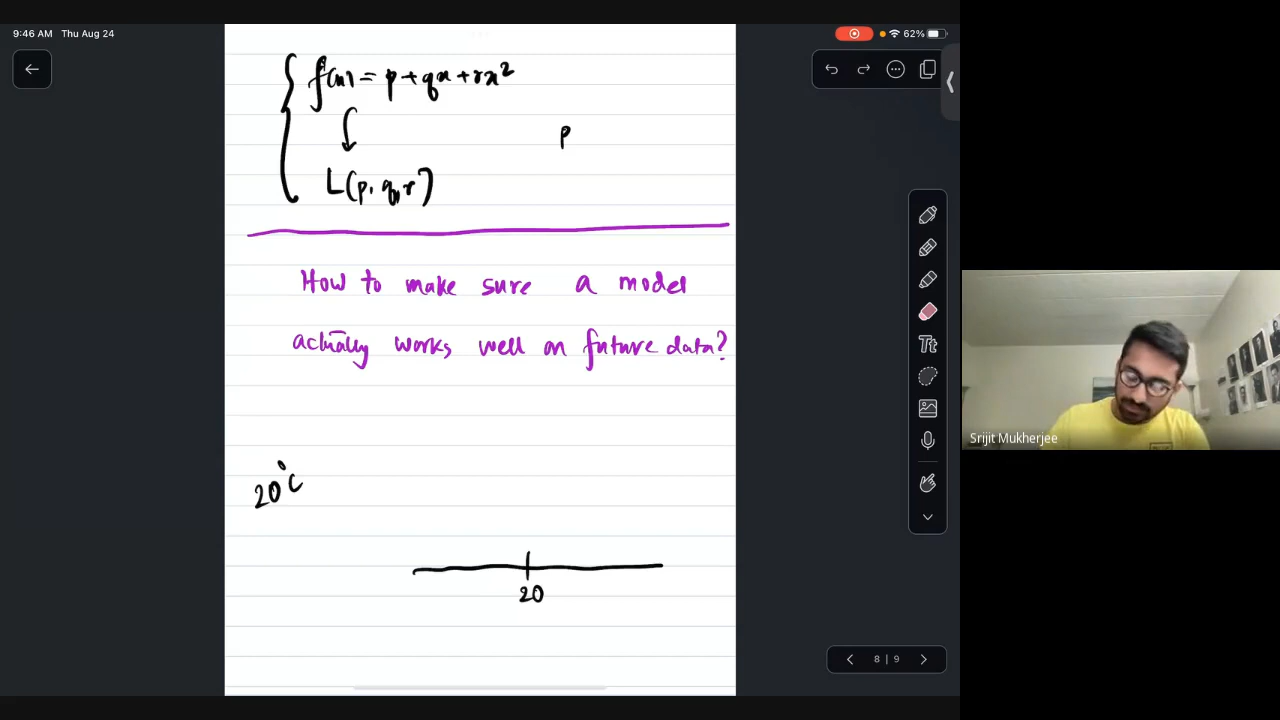 9:46 AM Thu Aug 24
62%
f(x) = p + qx + rx²
p
L(p, q, r)
How to make sure a model
actually works well on future data?
20°C
20
Tt
8 | 9
Srijit Mukherjee